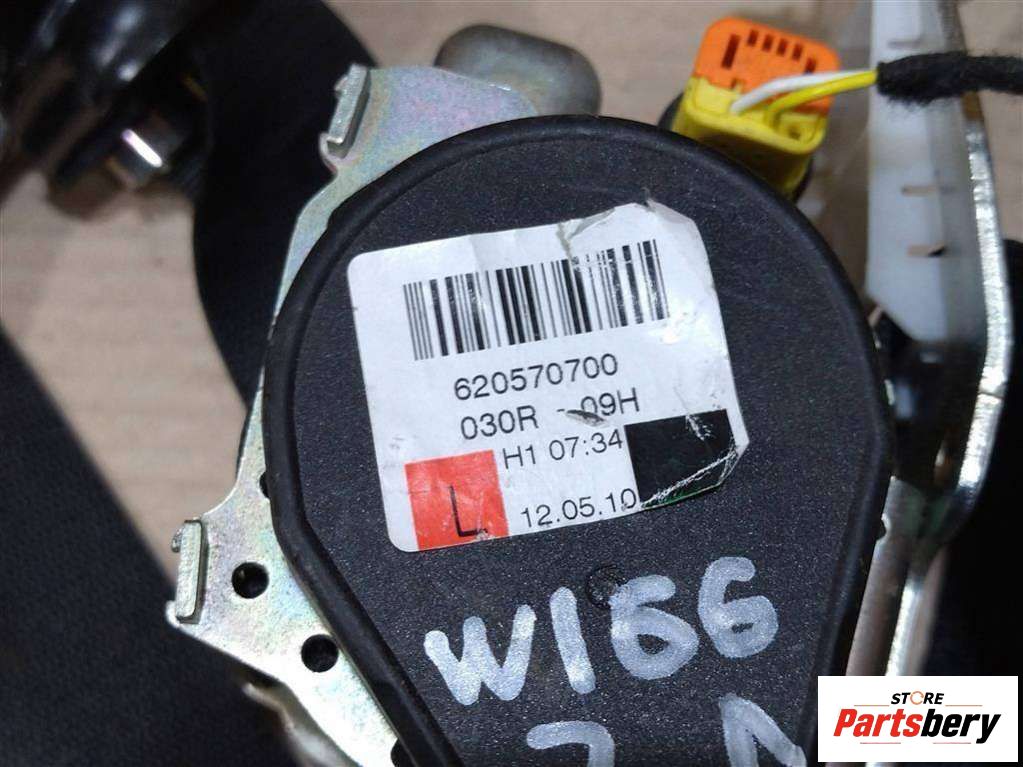 620570700
030R - 09H
H1 07:34
L
12.05.10
W166
STORE
Partsbery